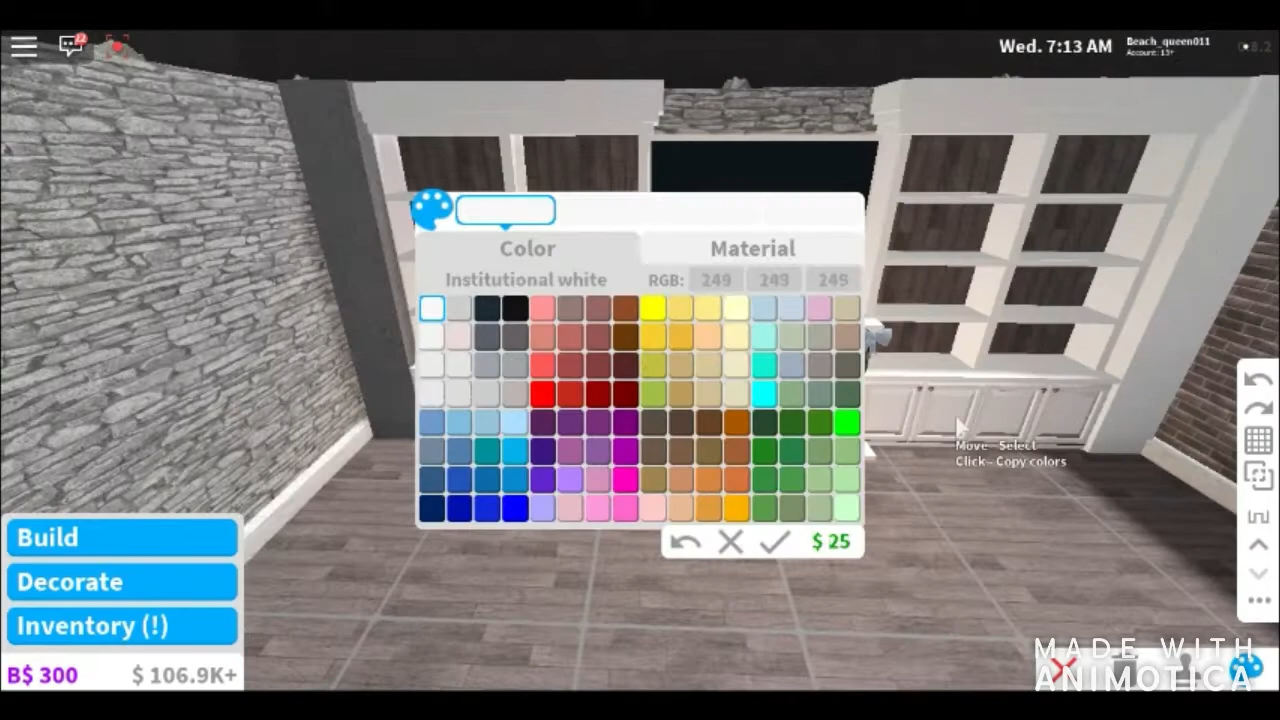 22
Wed. 7:13 AM
Beach_queen011
Account: 13+
Color
Material
Institutional white
RGB: 249 249 249
Move - Select
Click - Copy colors
$ 25
Build
Decorate
Inventory (!)
B$ 300
$ 106.9K+
MADE WITH
ANIMOTICA